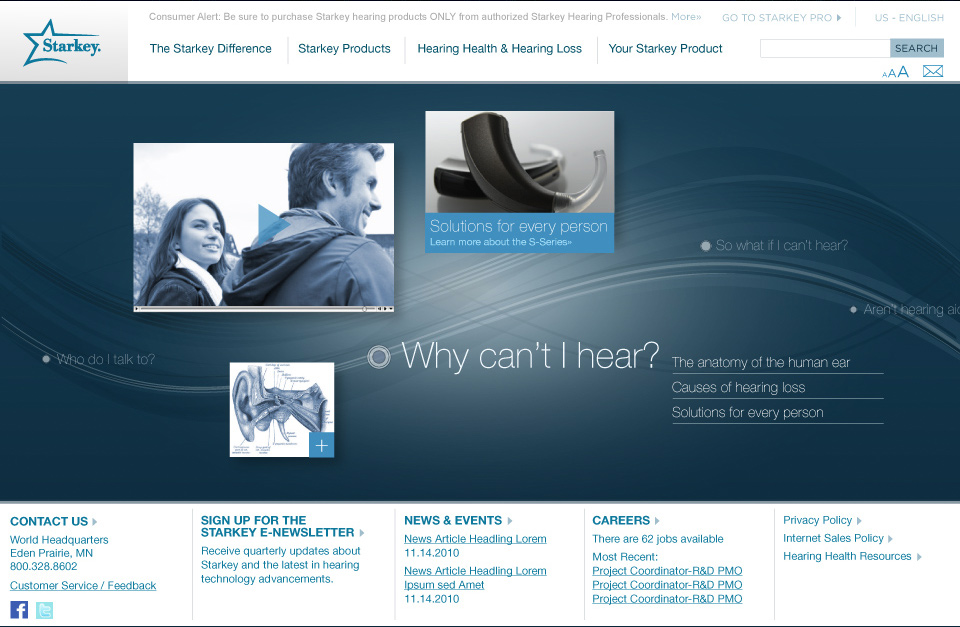 Consumer Alert: Be sure to purchase Starkey hearing products ONLY from authorized Starkey Hearing Professionals. More»
GO TO STARKEY PRO
US - ENGLISH
Starkey.
The Starkey Difference
Starkey Products
Hearing Health & Hearing Loss
Your Starkey Product
SEARCH
AAA
Solutions for every person
Learn more about the S-Series»
So what if I can't hear?
Aren't hearing aid
Who do I talk to?
Why can't I hear?
The anatomy of the human ear
Causes of hearing loss
Solutions for every person
CONTACT US
World Headquarters
Eden Prairie, MN
800.328.8602
Customer Service / Feedback
SIGN UP FOR THE
STARKEY E-NEWSLETTER
Receive quarterly updates about
Starkey and the latest in hearing
technology advancements.
NEWS & EVENTS
News Article Headling Lorem
11.14.2010
News Article Headling Lorem
Ipsum sed Amet
11.14.2010
CAREERS
There are 62 jobs available
Most Recent:
Project Coordinator-R&D PMO
Project Coordinator-R&D PMO
Project Coordinator-R&D PMO
Privacy Policy
Internet Sales Policy
Hearing Health Resources